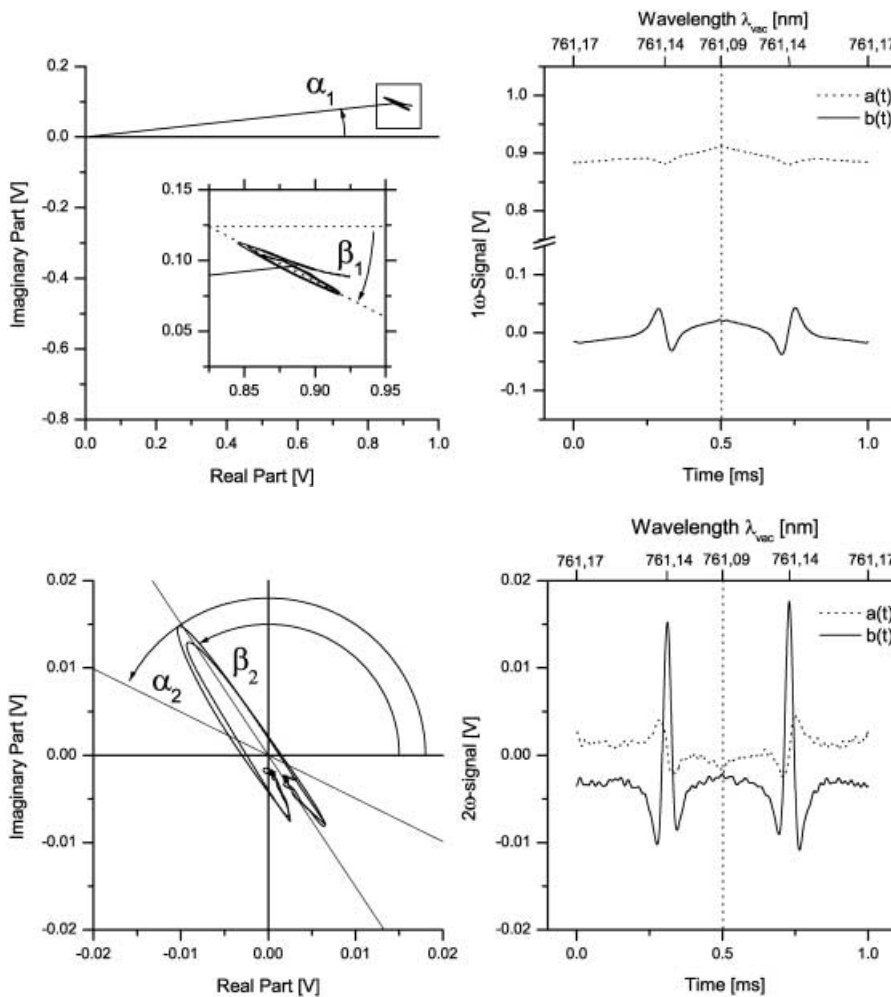 Wavelength λvac [nm]
761,17 761,14 761,09 761,14 761,17
0.2
0.0
-0.2
-0.4
-0.6
-0.8
Imaginary Part [V]
α1
0.15
0.10
0.05
0.85 0.90 0.95
β1
0.0 0.2 0.4 0.6 0.8 1.0
Real Part [V]
a(t)
b(t)
1.0
0.9
0.8
0.1
0.0
-0.1
1ω-Signal [V]
0.0 0.5 1.0
Time [ms]
Wavelength λvac [nm]
761,17 761,14 761,09 761,14 761,17
0.02
0.01
0.00
-0.01
-0.02
Imaginary Part [V]
α2
β2
-0.02 -0.01 0.00 0.01 0.02
Real Part [V]
a(t)
b(t)
0.02
0.01
0.00
-0.01
-0.02
2ω-signal [V]
0.0 0.5 1.0
Time [ms]